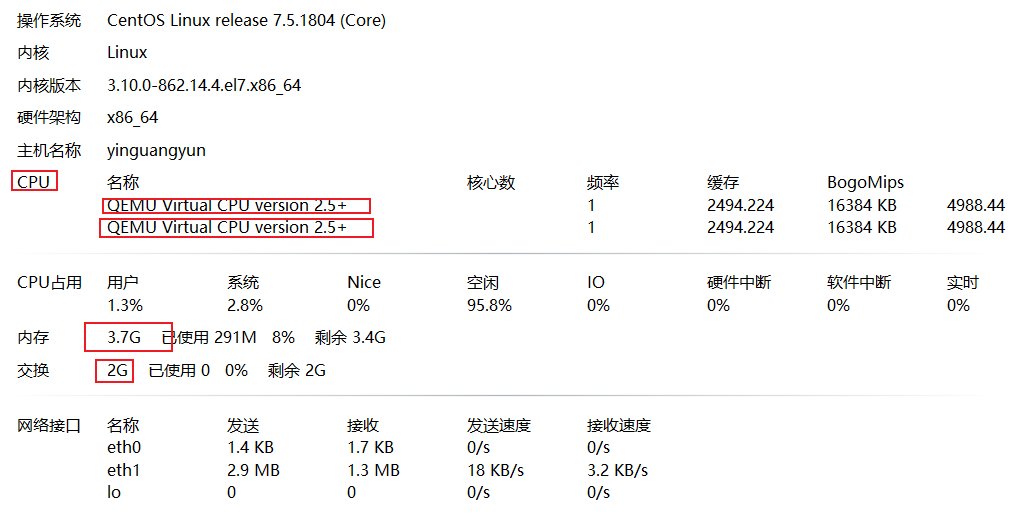 操作系统 CentOS Linux release 7.5.1804 (Core)
内核 Linux
内核版本 3.10.0-862.14.4.el7.x86_64
硬件架构 x86_64
主机名称 yinguangyun
CPU 名称 核心数 频率 缓存 BogoMips
QEMU Virtual CPU version 2.5+ 1 2494.224 16384 KB 4988.44
QEMU Virtual CPU version 2.5+ 1 2494.224 16384 KB 4988.44
CPU占用 用户 系统 Nice 空闲 IO 硬件中断 软件中断 实时
1.3% 2.8% 0% 95.8% 0% 0% 0% 0%
内存 3.7G 已使用 291M 8% 剩余 3.4G
交换 2G 已使用 0 0% 剩余 2G
网络接口 名称 发送 接收 发送速度 接收速度
eth0 1.4 KB 1.7 KB 0/s 0/s
eth1 2.9 MB 1.3 MB 18 KB/s 3.2 KB/s
lo 0 0 0/s 0/s